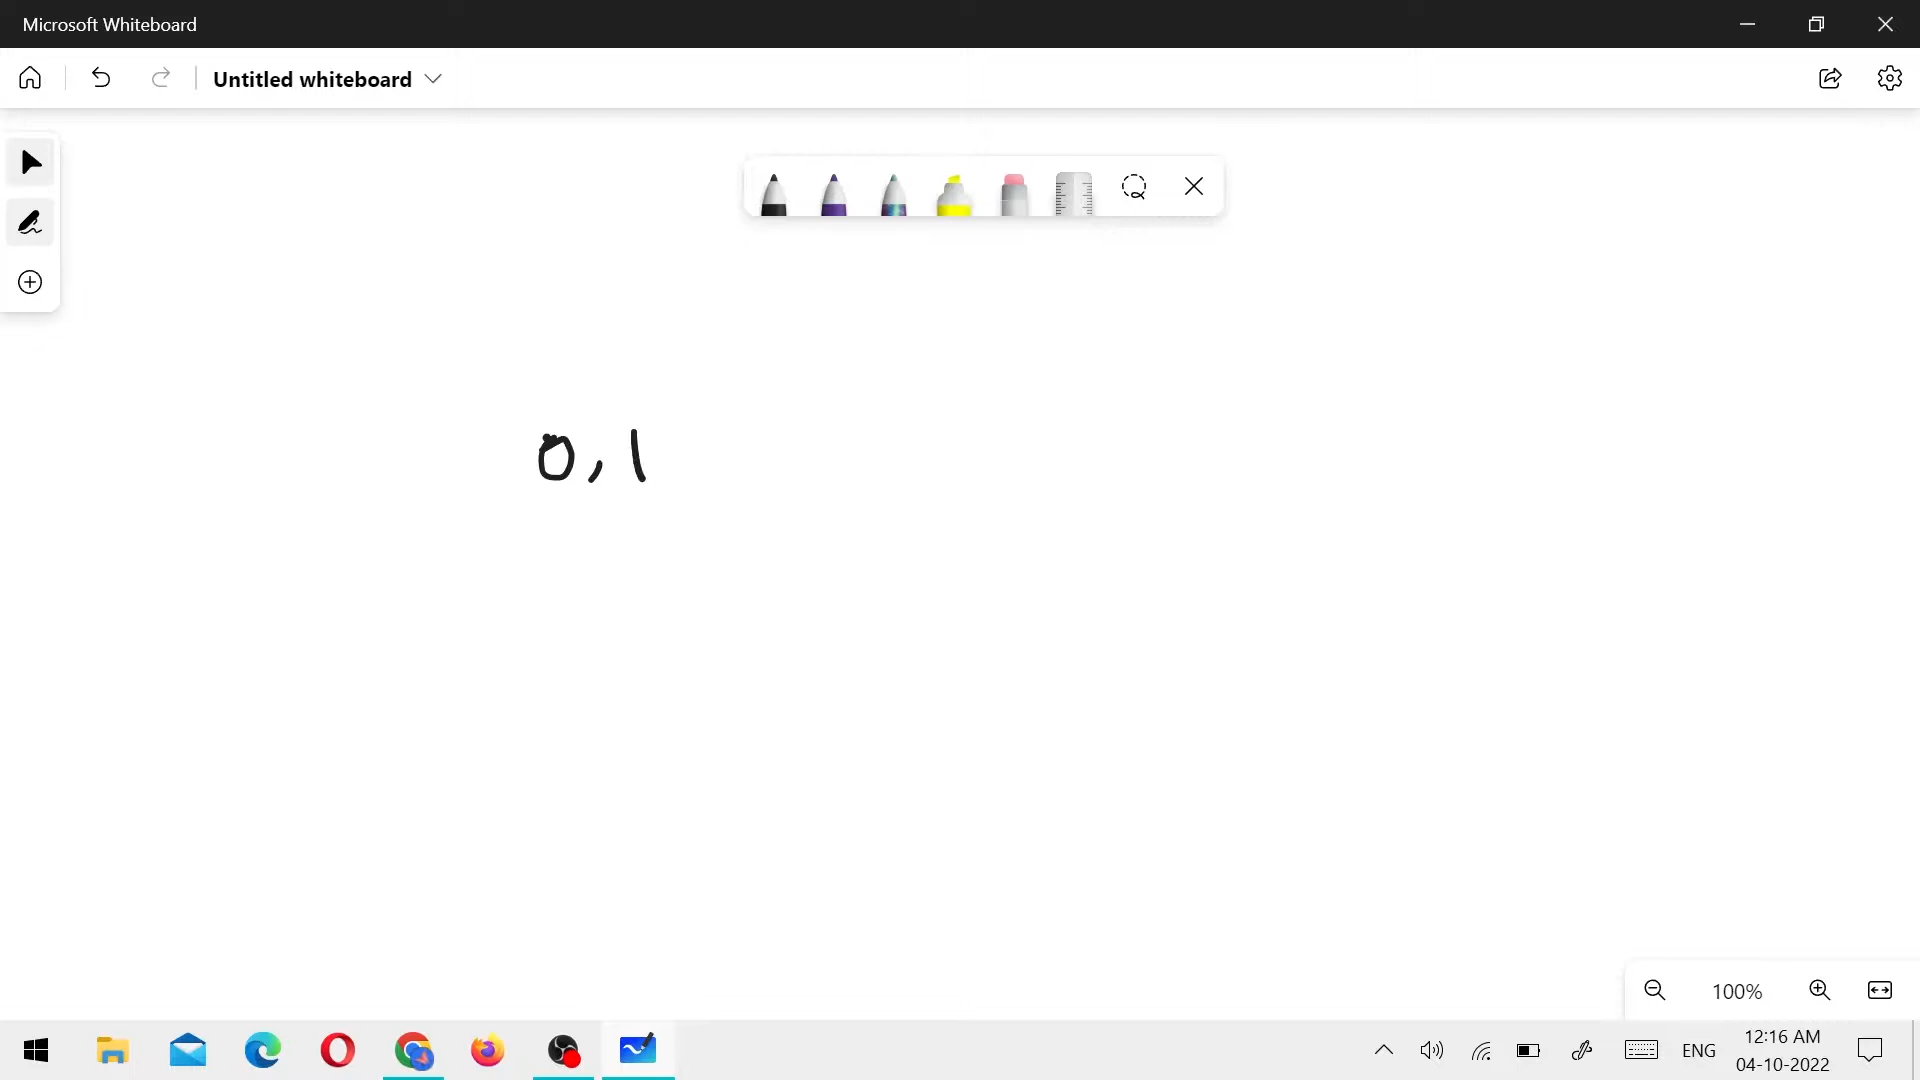 Microsoft Whiteboard
Untitled whiteboard
0, 1
100%
ENG
12:16 AM
04-10-2022